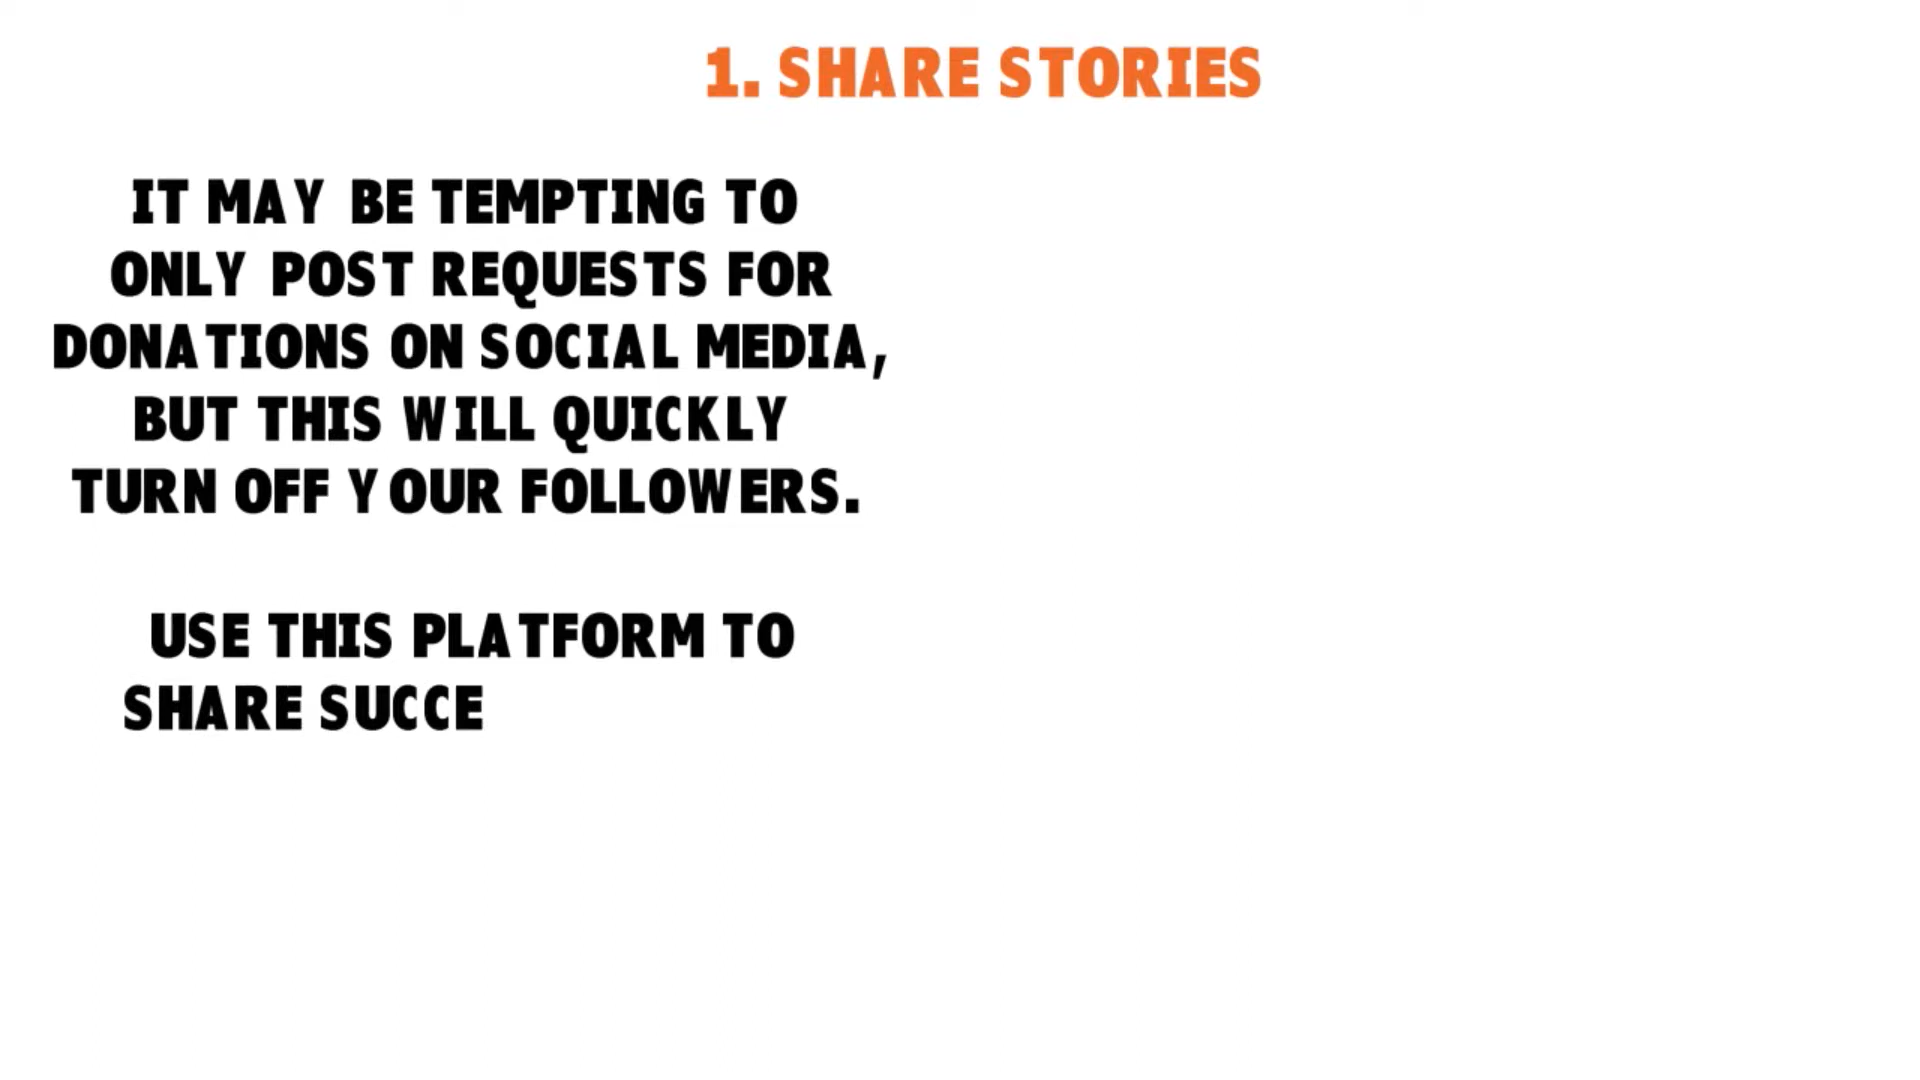 1. SHARE STORIES
IT MAY BE TEMPTING TO
ONLY POST REQUESTS FOR
DONATIONS ON SOCIAL MEDIA,
BUT THIS WILL QUICKLY
TURN OFF YOUR FOLLOWERS.
USE THIS PLATFORM TO
SHARE SUCCE